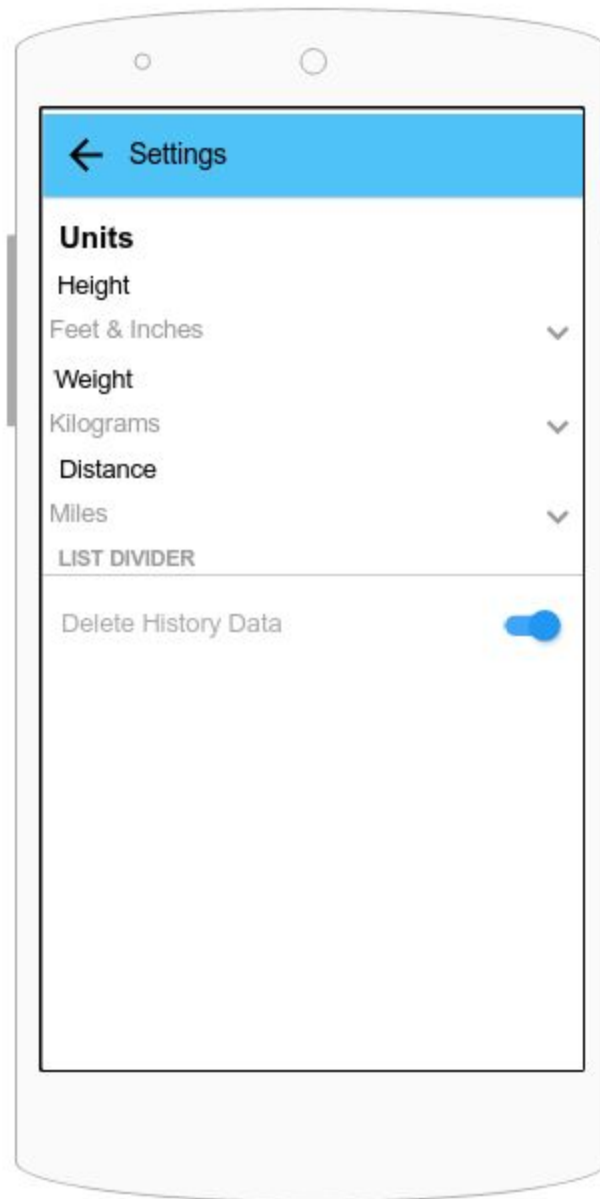 Settings
Units
Height
Feet & Inches
Weight
Kilograms
Distance
Miles
LIST DIVIDER
Delete History Data